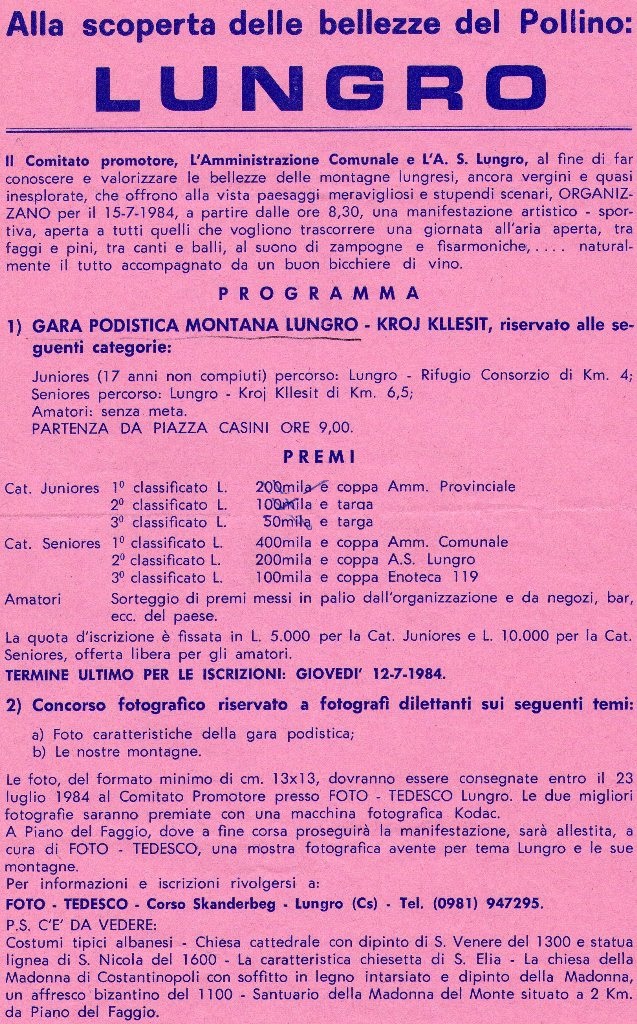 Alla scoperta delle bellezze del Pollino:
LUNGRO
Il Comitato promotore, L'Amministrazione Comunale e L'A. S. Lungro, al fine di far
conoscere e valorizzare le bellezze delle montagne lungresi, ancora vergini e quasi
inesplorate, che offrono alla vista paesaggi meravigliosi e stupendi scenari, ORGANIZ-
ZANO per il 15-7-1984, a partire dalle ore 8,30, una manifestazione artistico - spor-
tiva, aperta a tutti quelli che vogliono trascorrere una giornata all'aria aperta, tra
faggi e pini, tra canti e balli, al suono di zampogne e fisarmoniche,.... natural-
mente il tutto accompagnato da un buon bicchiere di vino.
PROGRAMMA
1) GARA PODISTICA MONTANA LUNGRO - KROJ KLLESIT, riservato alle se-
guenti categorie:
Juniores (17 anni non compiuti) percorso: Lungro - Rifugio Consorzio di Km. 4;
Seniores percorso: Lungro - Kroj Kllesit di Km. 6,5;
Amatori: senza meta.
PARTENZA DA PIAZZA CASINI ORE 9,00.
PREMI
Cat. Juniores 1º classificato L. 200mila e coppa Amm. Provinciale
2º classificato L. 100mila e targa
3º classificato L. 50mila e targa
Cat. Seniores 1º classificato L. 400mila e coppa Amm. Comunale
2º classificato L. 200mila e coppa A.S. Lungro
3º classificato L. 100mila e coppa Enoteca 119
Amatori Sorteggio di premi messi in palio dall'organizzazione e da negozi, bar,
ecc. del paese.
La quota d'iscrizione è fissata in L. 5.000 per la Cat. Juniores e L. 10.000 per la Cat.
Seniores, offerta libera per gli amatori.
TERMINE ULTIMO PER LE ISCRIZIONI: GIOVEDI' 12-7-1984.
2) Concorso fotografico riservato a fotografi dilettanti sui seguenti temi:
a) Foto caratteristiche della gara podistica;
b) Le nostre montagne.
Le foto, del formato minimo di cm. 13x13, dovranno essere consegnate entro il 23
luglio 1984 al Comitato Promotore presso FOTO - TEDESCO Lungro. Le due migliori
fotografie saranno premiate con una macchina fotografica Kodac.
A Piano del Faggio, dove a fine corsa proseguirà la manifestazione, sarà allestita, a
cura di FOTO - TEDESCO, una mostra fotografica avente per tema Lungro e le sue
montagne.
Per informazioni e iscrizioni rivolgersi a:
FOTO - TEDESCO - Corso Skanderbeg - Lungro (Cs) - Tel. (0981) 947295.
P.S. C'E' DA VEDERE:
Costumi tipici albanesi - Chiesa cattedrale con dipinto di S. Venere del 1300 e statua
lignea di S. Nicola del 1600 - La caratteristica chiesetta di S. Elia - La chiesa della
Madonna di Costantinopoli con soffitto in legno intarsiato e dipinto della Madonna,
un affresco bizantino del 1100 - Santuario della Madonna del Monte situato a 2 Km.
da Piano del Faggio.